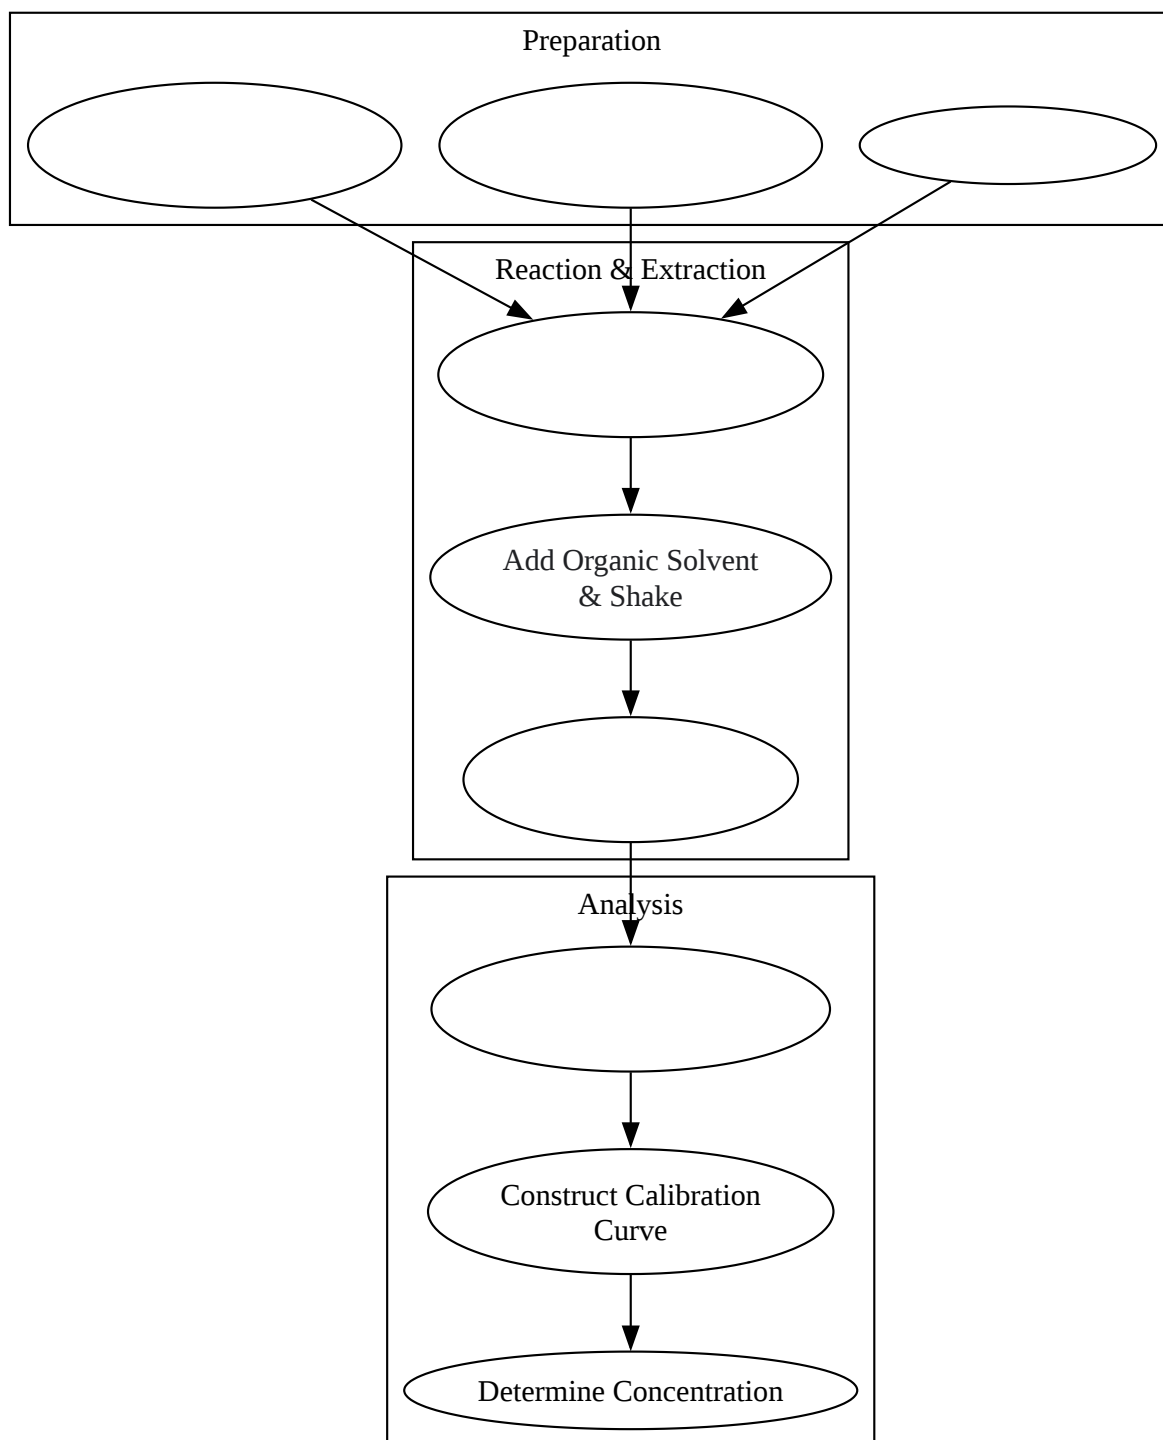 Preparation
Reaction & Extraction
Add Organic Solvent
& Shake
Analysis
Construct Calibration
Curve
Determine Concentration